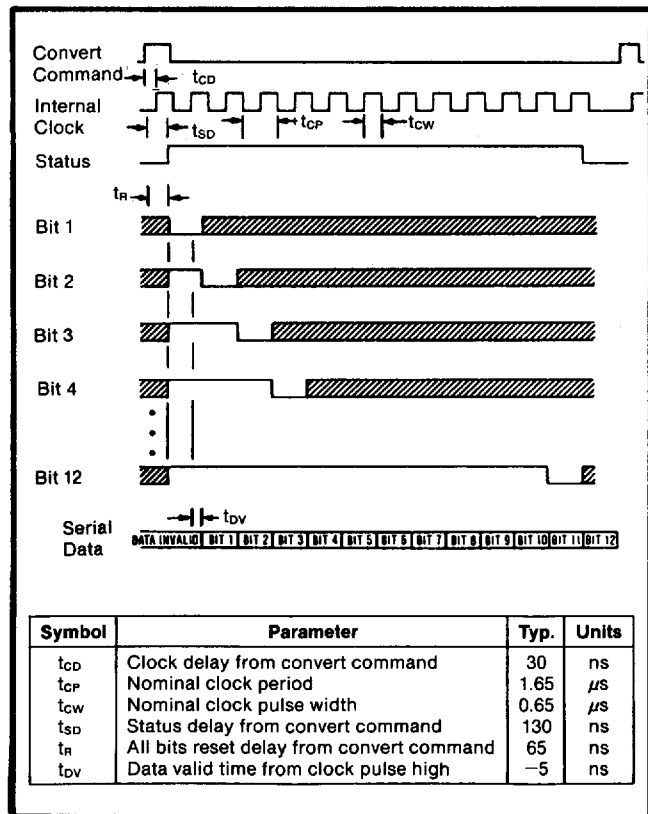 Convert
Command
tCD
Internal
Clock
tSD
tCP
tCW
Status
tR
Bit 1
Bit 2
Bit 3
Bit 4
Bit 12
tDV
Serial
Data
DATA INVALID BIT 1 BIT 2 BIT 3 BIT 4 BIT 5 BIT 6 BIT 7 BIT 8 BIT 9 BIT 10 BIT 11 BIT 12
Symbol Parameter Typ. Units
tCD Clock delay from convert command 30 ns
tCP Nominal clock period 1.65 μs
tCW Nominal clock pulse width 0.65 μs
tSD Status delay from convert command 130 ns
tR All bits reset delay from convert command 65 ns
tDV Data valid time from clock pulse high −5 ns